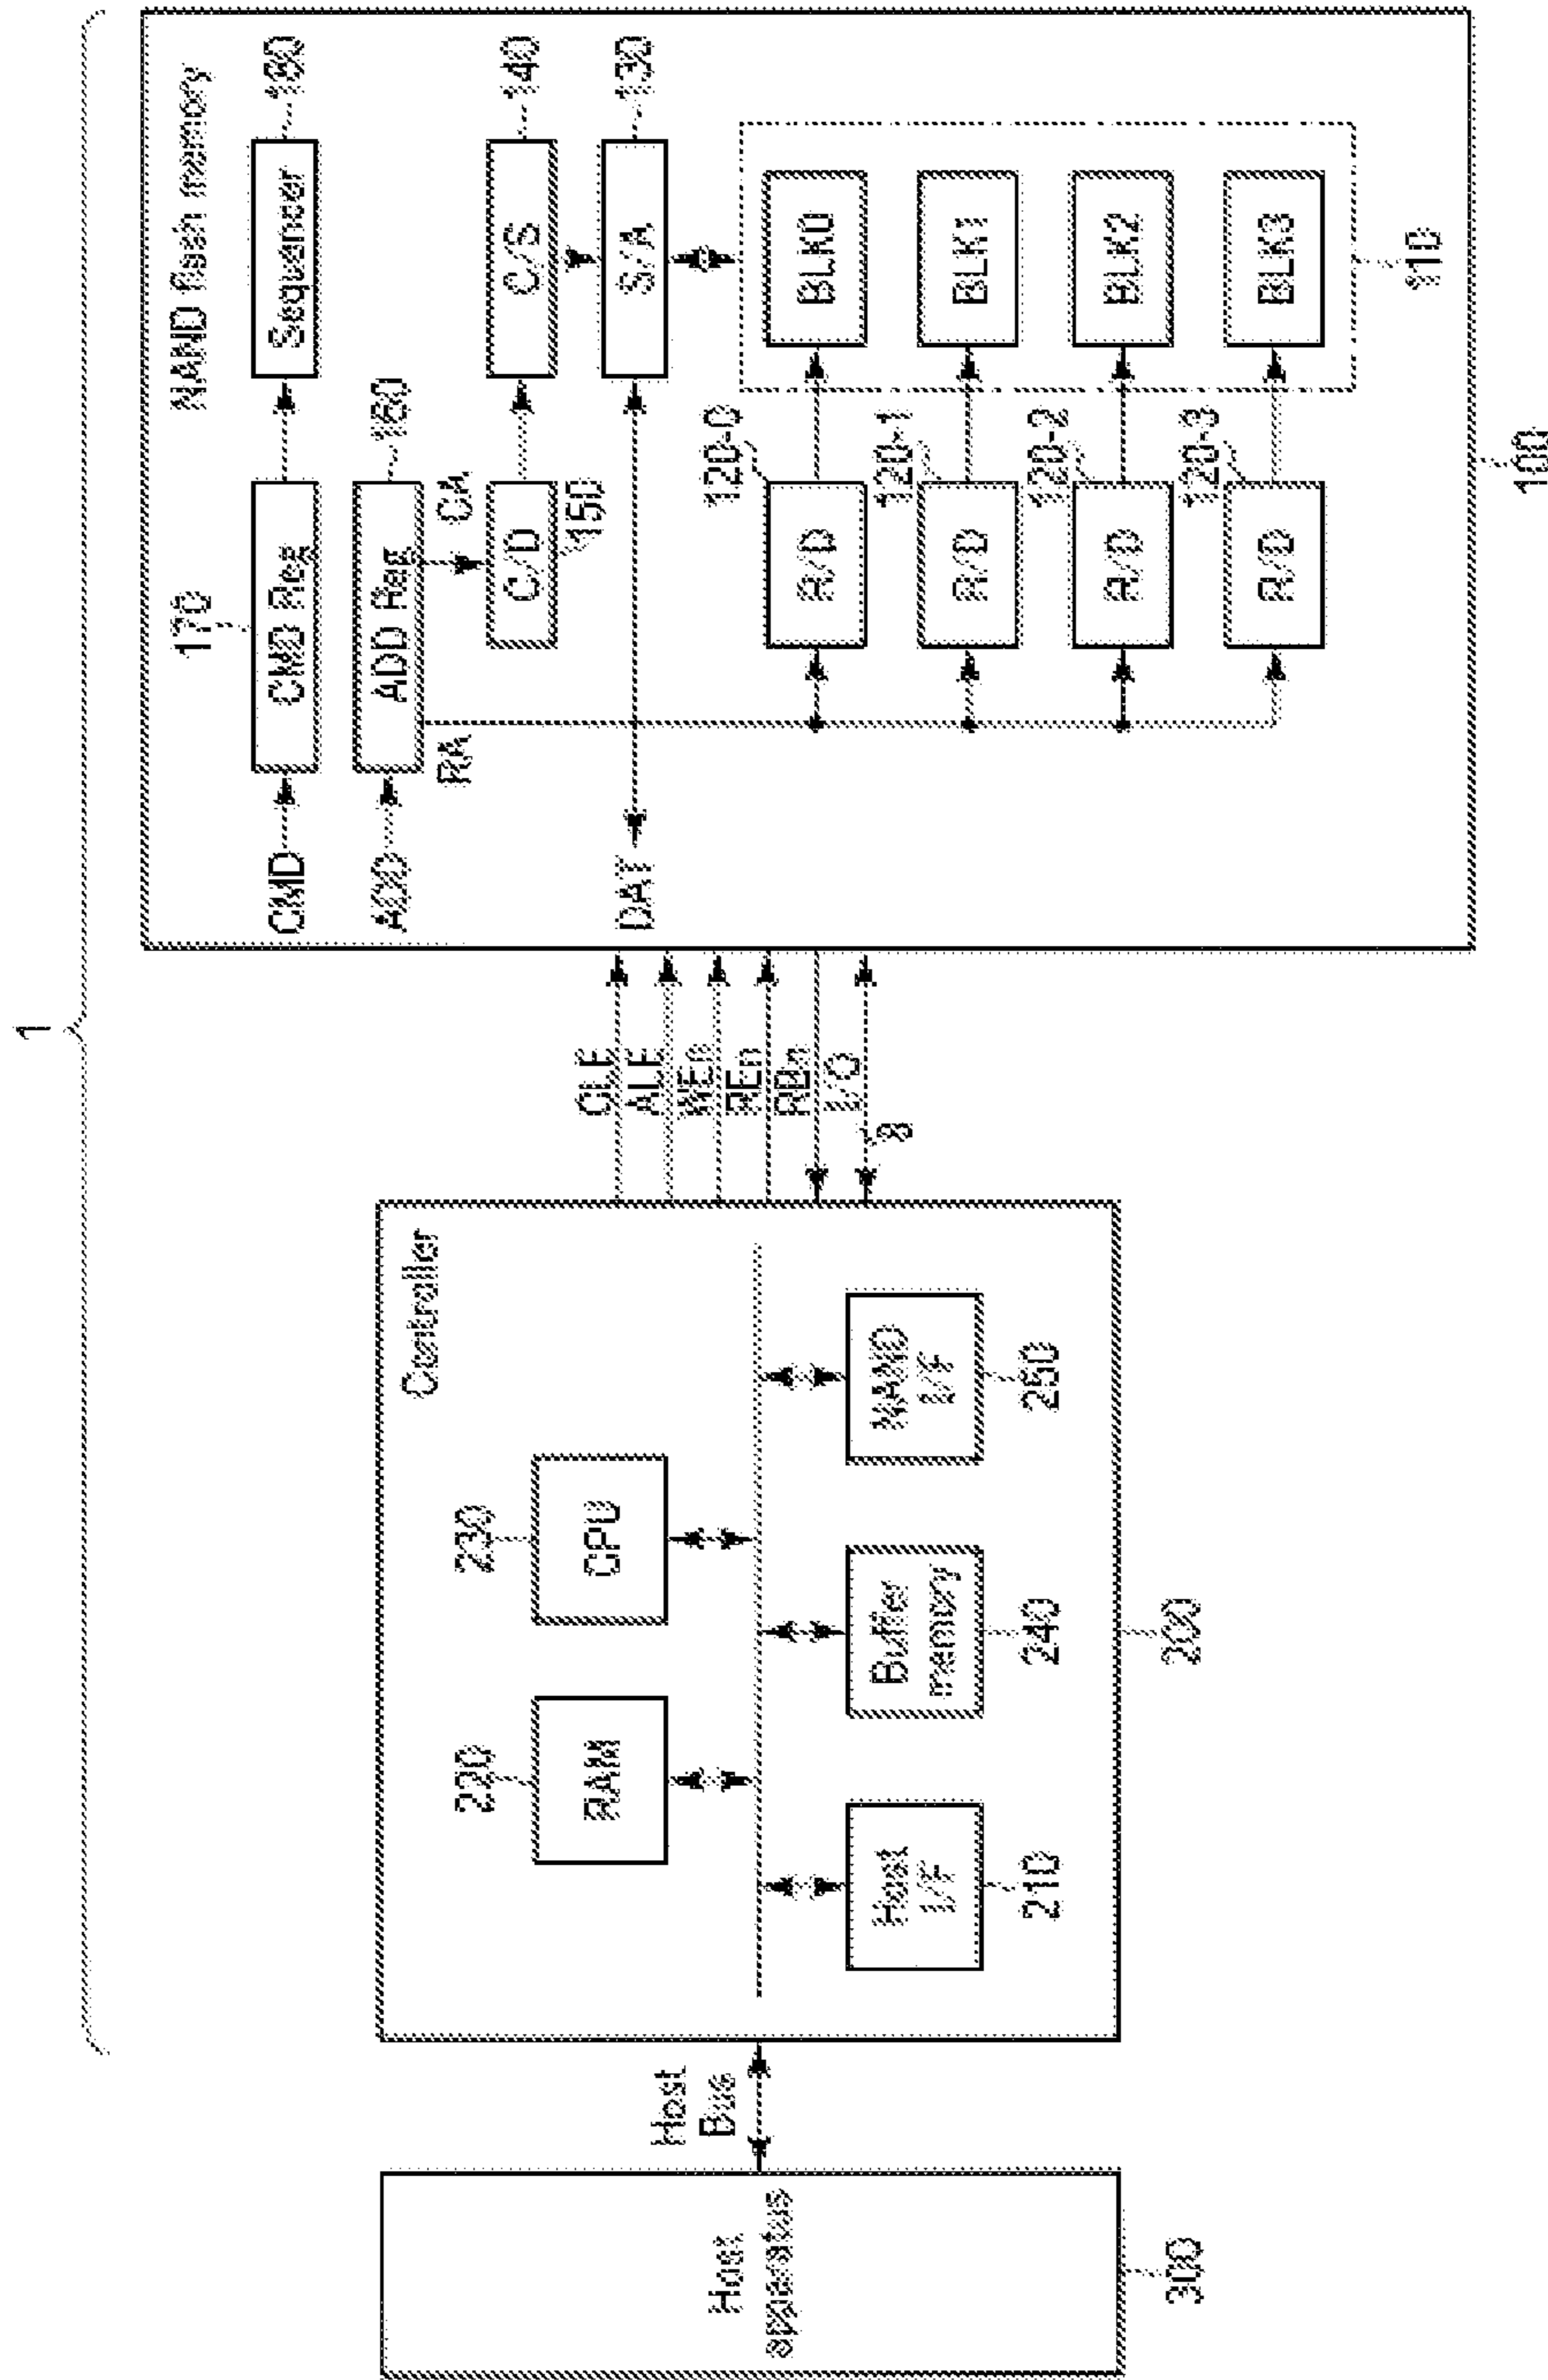 1
NAND flash memory
170
CMD
CMD Reg
Sequencer
180
ADD
ADD Reg
160
RA
CA
C/D
150
C/S
140
DAT
S/A
130
120-0
R/D
BLK0
120-1
R/D
BLK1
120-2
R/D
BLK2
120-3
R/D
BLK3
110
100
CLE
ALE
WEn
REn
RBn
I/O
8
Controller
220
RAM
230
CPU
Host
I/F
210
Buffer
memory
240
NAND
I/F
250
200
Host
Bus
Host
apparatus
300